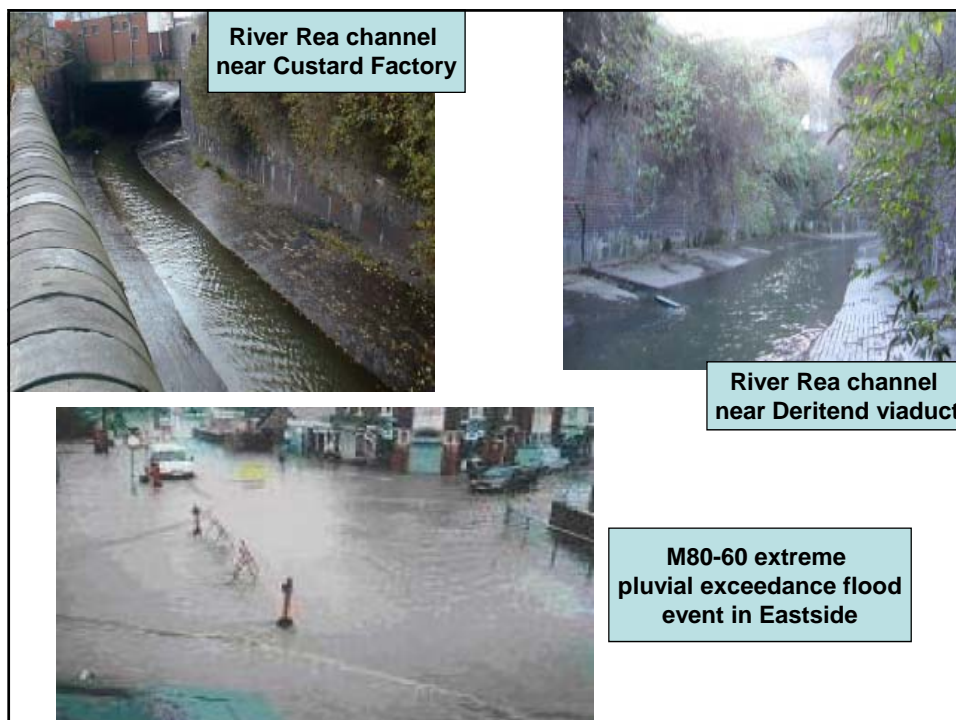 River Rea channel
near Custard Factory
River Rea channel
near Deritend viaduct
M80-60 extreme
pluvial exceedance flood
event in Eastside